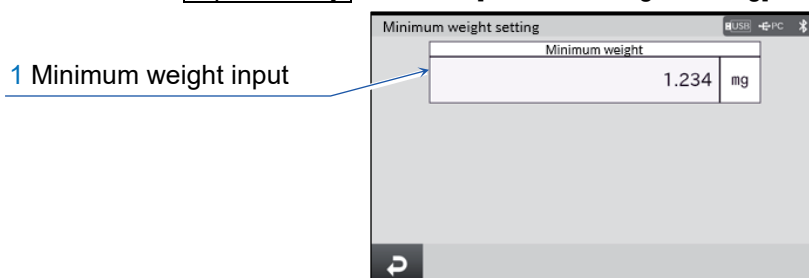 Minimum weight setting
USB PC
Minimum weight
1 Minimum weight input
1.234 mg